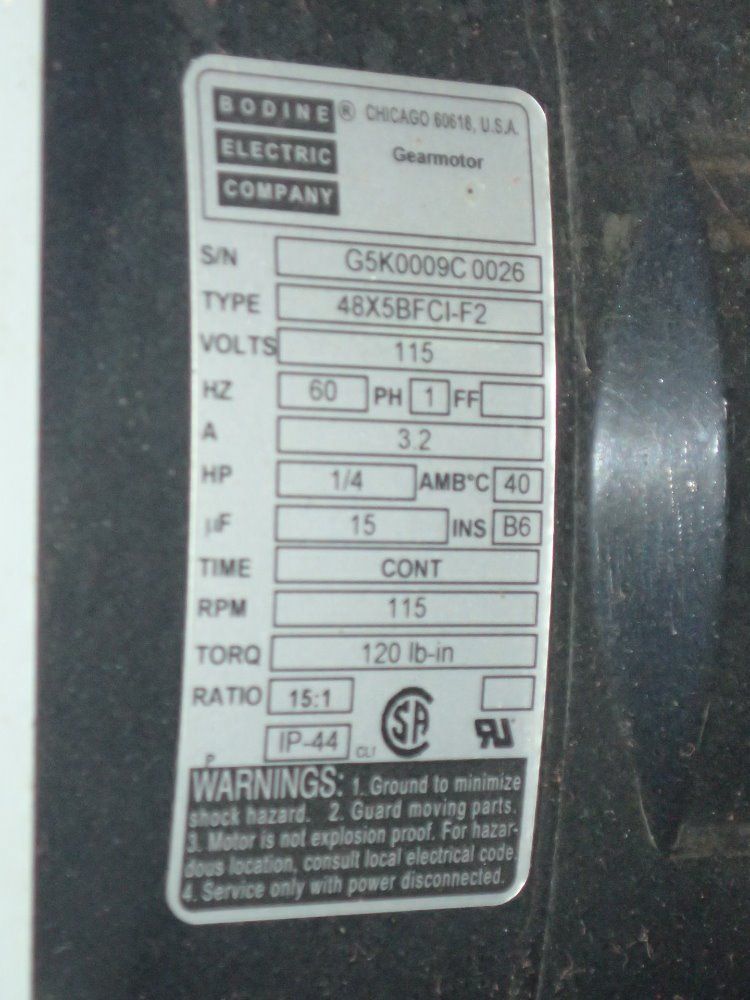 BODINE ® CHICAGO 60618, U.S.A.
ELECTRIC Gearmotor
COMPANY
S/N G5K0009C 0026
TYPE 48X5BFCI-F2
VOLTS 115
HZ 60 PH 1 FF
A 3.2
HP 1/4 AMB°C 40
µF 15 INS B6
TIME CONT
RPM 115
TORQ 120 lb-in
RATIO 15:1
P IP-44 CL1 SA RU
WARNINGS: 1. Ground to minimize
shock hazard. 2. Guard moving parts.
3. Motor is not explosion proof. For hazar-
dous location, consult local electrical code.
4. Service only with power disconnected.